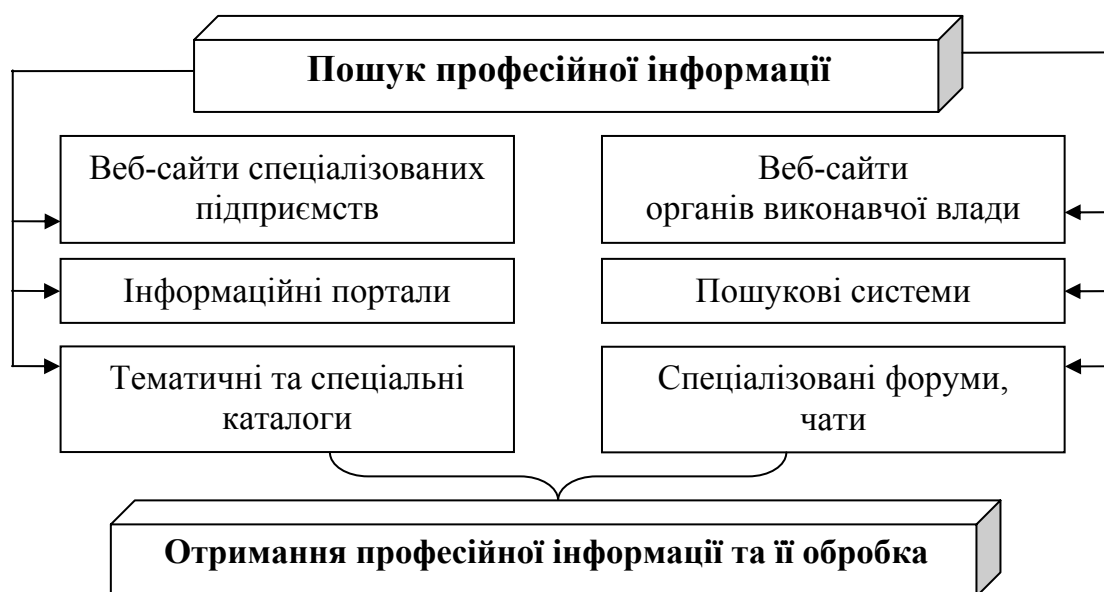 Пошук професійної інформації
Веб-сайти спеціалізованих
підприємств
Веб-сайти
органів виконавчої влади
Інформаційні портали
Пошукові системи
Тематичні та спеціальні
каталоги
Спеціалізовані форуми,
чати
Отримання професійної інформації та її обробка